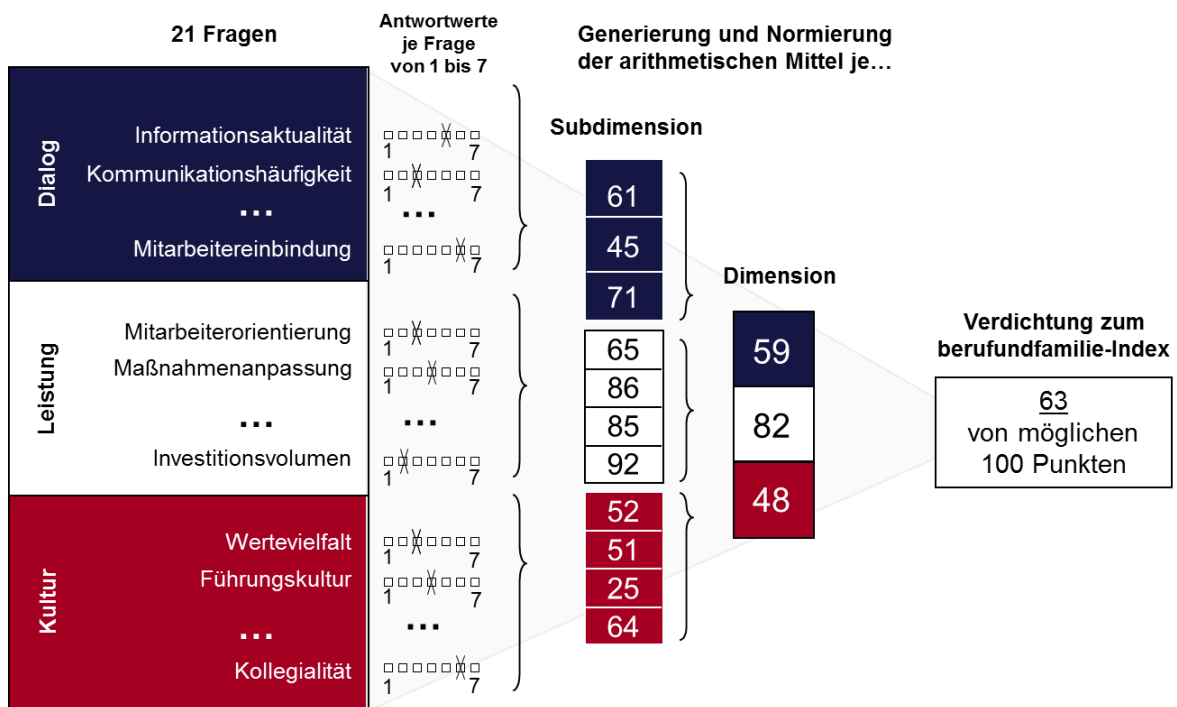 21 Fragen
Antwortwerte
je Frage
von 1 bis 7
Generierung und Normierung
der arithmetischen Mittel je…
Dialog
Informationsaktualität
Kommunikationshäufigkeit
...
Mitarbeitereinbindung
1 7
1 7
...
1 7
Leistung
Mitarbeiterorientierung
Maßnahmenanpassung
...
Investitionsvolumen
1 7
1 7
...
1 7
Kultur
Wertevielfalt
Führungskultur
...
Kollegialität
1 7
1 7
...
1 7
Subdimension
61
45
71
65
86
85
92
52
51
25
64
Dimension
59
82
48
Verdichtung zum
berufundfamilie-Index
63
von möglichen
100 Punkten